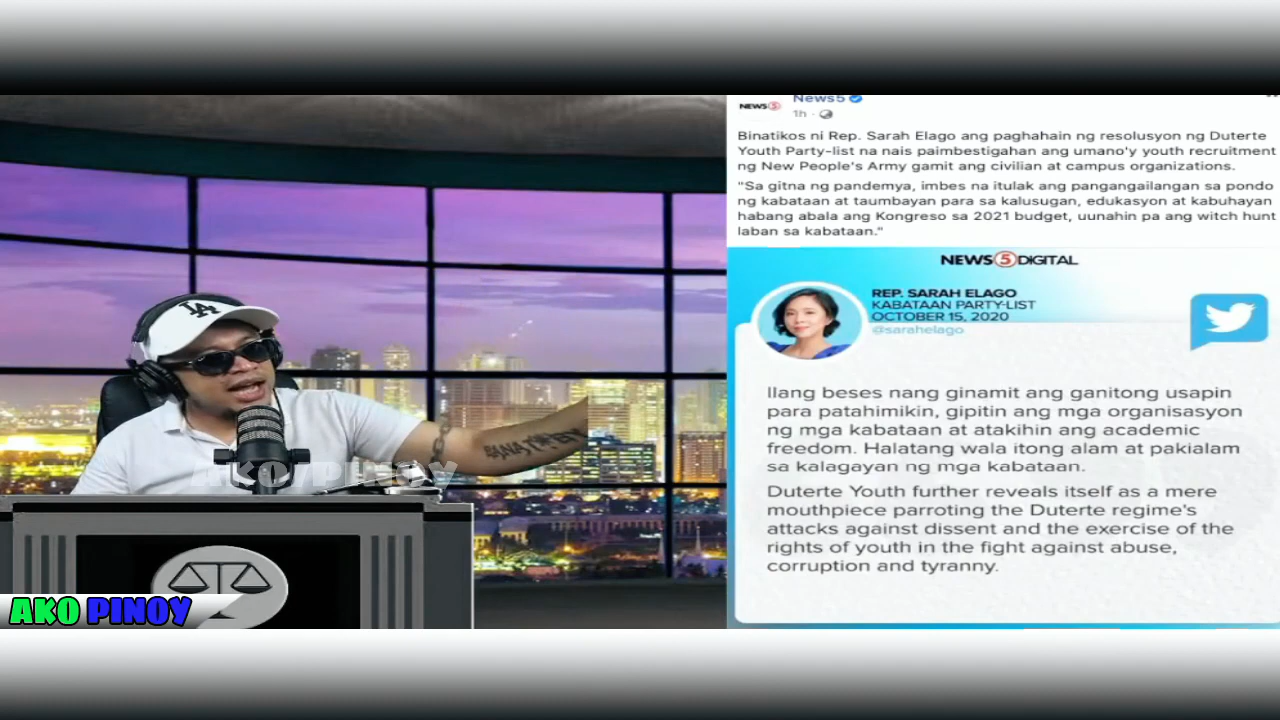 NEWS5
News5
1h
Binatikos ni Rep. Sarah Elago ang paghahain ng resolusyon ng Duterte
Youth Party-list na nais paimbestigahan ang umano'y youth recruitment
ng New People's Army gamit ang civilian at campus organizations.
"Sa gitna ng pandemya, imbes na itulak ang pangangailangan sa pondo
ng kabataan at taumbayan para sa kalusugan, edukasyon at kabuhayan
habang abala ang Kongreso sa 2021 budget, uunahin pa ang witch hunt
laban sa kabataan."
NEWS5DIGITAL
REP. SARAH ELAGO
KABATAAN PARTY-LIST
OCTOBER 15, 2020
@sarahelago
Ilang beses nang ginamit ang ganitong usapin
para patahimikin, gipitin ang mga organisasyon
ng mga kabataan at atakihin ang academic
freedom. Halatang wala itong alam at pakialam
sa kalagayan ng mga kabataan.
Duterte Youth further reveals itself as a mere
mouthpiece parroting the Duterte regime's
attacks against dissent and the exercise of the
rights of youth in the fight against abuse,
corruption and tyranny.
LA
AKO PINOY
AKO PINOY